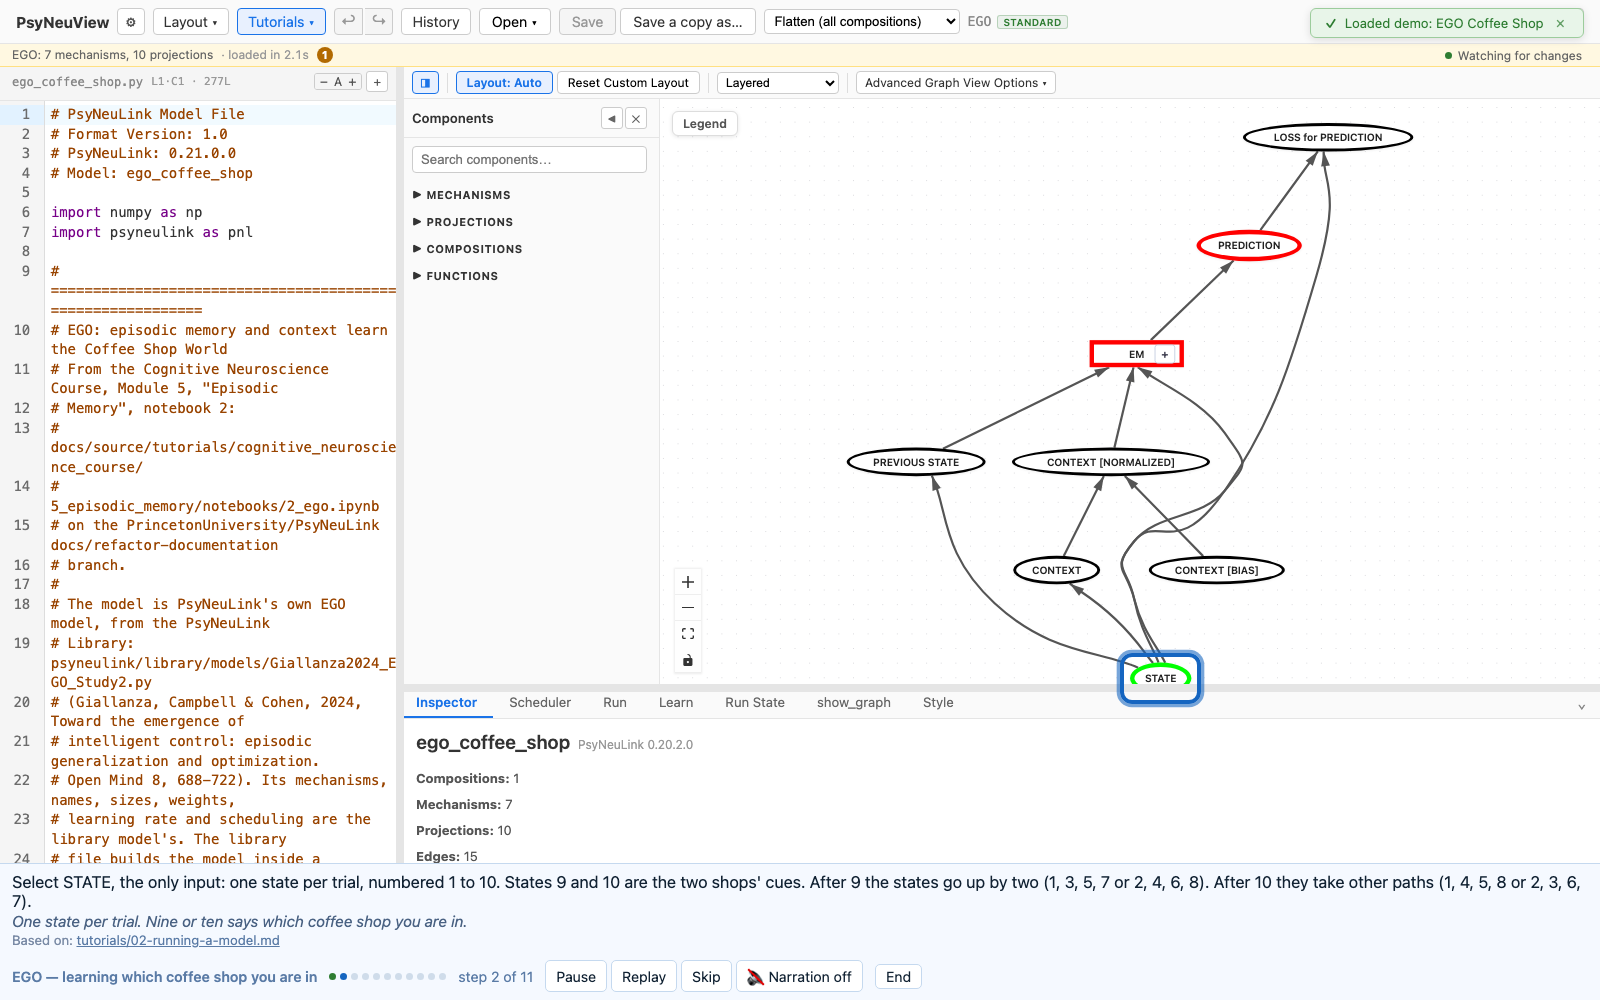 PsyNeuView
Layout ▾
Tutorials ▾
History
Open ▾
Save
Save a copy as...
Flatten (all compositions)
EGO STANDARD
✓ Loaded demo: EGO Coffee Shop ×
EGO: 7 mechanisms, 10 projections · loaded in 2.1s 1
Watching for changes
ego_coffee_shop.py L1:C1 · 277L
− A +
+
1 # PsyNeuLink Model File
2 # Format Version: 1.0
3 # PsyNeuLink: 0.21.0.0
4 # Model: ego_coffee_shop
5
6 import numpy as np
7 import psyneulink as pnl
8
9 #
=========================================
==================
10 # EGO: episodic memory and context learn
the Coffee Shop World
11 # From the Cognitive Neuroscience
Course, Module 5, "Episodic
12 # Memory", notebook 2:
13 #
docs/source/tutorials/cognitive_neuroscie
nce_course/
14 #
5_episodic_memory/notebooks/2_ego.ipynb
15 # on the PrincetonUniversity/PsyNeuLink
docs/refactor-documentation
16 # branch.
17 #
18 # The model is PsyNeuLink's own EGO
model, from the PsyNeuLink
19 # Library:
psyneulink/library/models/Giallanza2024_E
GO_Study2.py
20 # (Giallanza, Campbell & Cohen, 2024,
Toward the emergence of
21 # intelligent control: episodic
generalization and optimization.
22 # Open Mind 8, 688-722). Its mechanisms,
names, sizes, weights,
23 # learning rate and scheduling are the
library model's. The library
24 # file builds the model inside a
Layout: Auto
Reset Custom Layout
Layered
Advanced Graph View Options ▾
Components
Search components...
▶ MECHANISMS
▶ PROJECTIONS
▶ COMPOSITIONS
▶ FUNCTIONS
Legend
LOSS for PREDICTION
PREDICTION
EM +
PREVIOUS STATE
CONTEXT [NORMALIZED]
CONTEXT
CONTEXT [BIAS]
STATE
Inspector
Scheduler
Run
Learn
Run State
show_graph
Style
ego_coffee_shop PsyNeuLink 0.20.2.0
Compositions: 1
Mechanisms: 7
Projections: 10
Edges: 15
Select STATE, the only input: one state per trial, numbered 1 to 10. States 9 and 10 are the two shops' cues. After 9 the states go up by two (1, 3, 5, 7 or 2, 4, 6, 8). After 10 they take other paths (1, 4, 5, 8 or 2, 3, 6,
7).
One state per trial. Nine or ten says which coffee shop you are in.
Based on: tutorials/02-running-a-model.md
EGO — learning which coffee shop you are in
step 2 of 11
Pause
Replay
Skip
Narration off
End